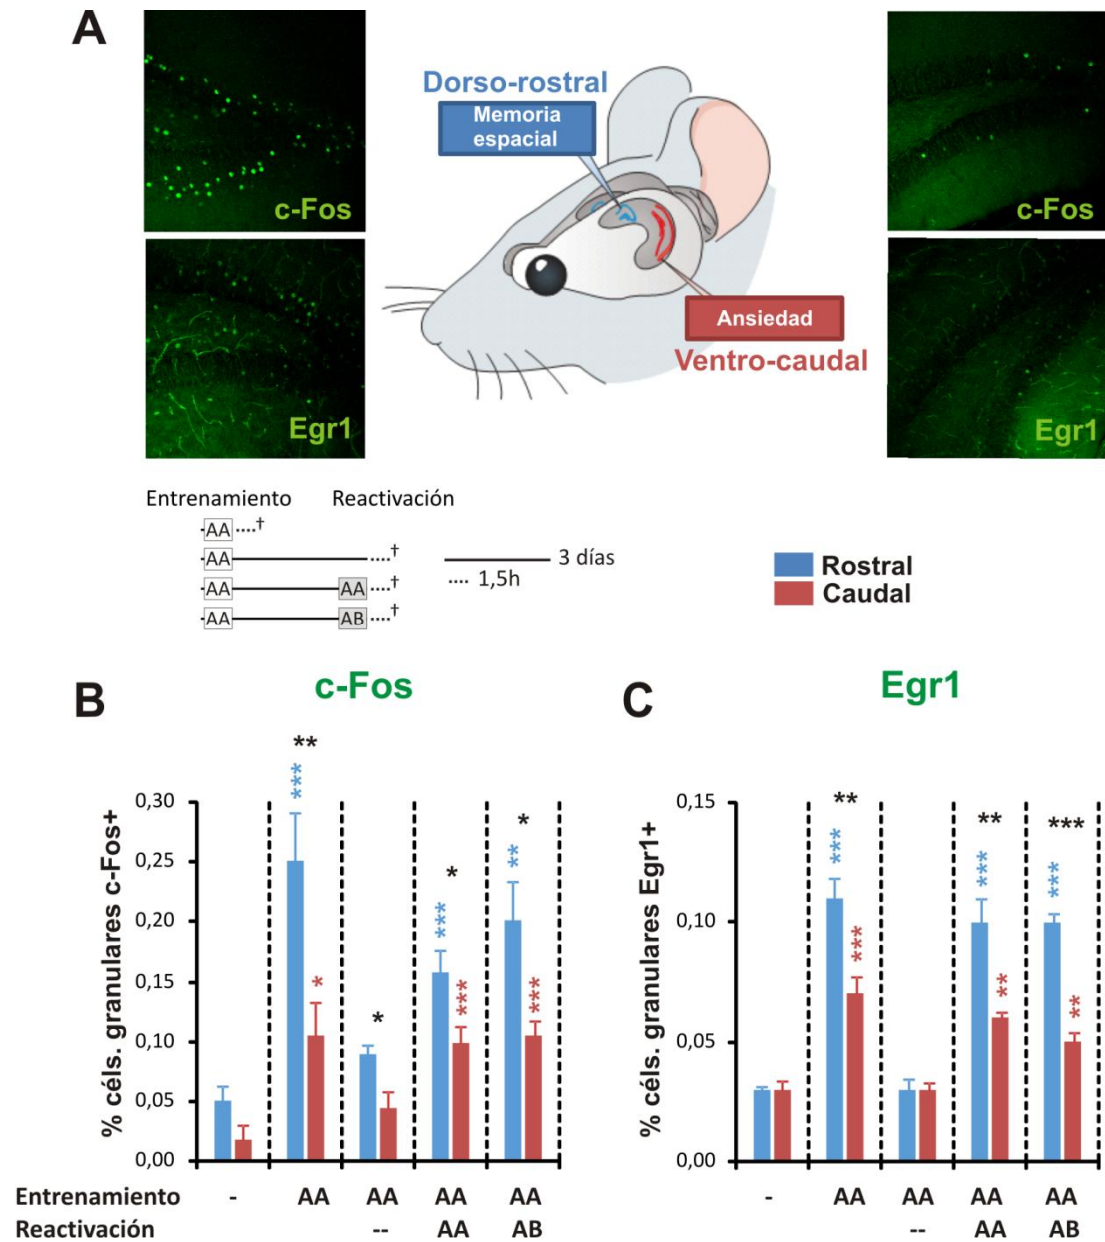 A
c-Fos
Egr1
Dorso-rostral
Memoria
espacial
Ansiedad
Ventro-caudal
c-Fos
Egr1
Entrenamiento Reactivación
AA ....†
AA ....†
AA AA ....†
AA AB ....†
3 días
.... 1,5h
Rostral
Caudal
B
c-Fos
% céls. granulares c-Fos+
0,30
0,25
0,20
0,15
0,10
0,05
0,00
***
**
*
*
***
*
***
**
*
***
C
Egr1
% céls. granulares Egr1+
0,15
0,10
0,05
0,00
***
**
***
***
**
**
***
***
**
Entrenamiento - AA AA AA AA - AA AA AA AA
Reactivación -- AA AB -- AA AB